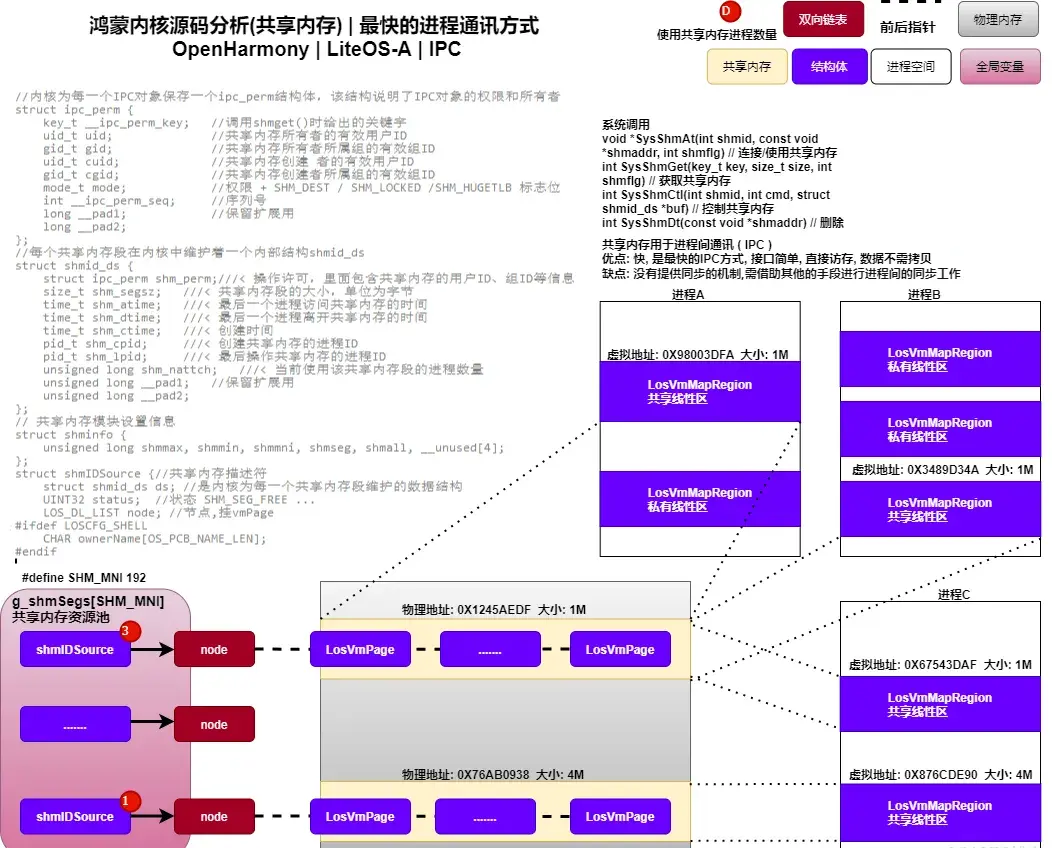 鸿蒙内核源码分析(共享内存) | 最快的进程通讯方式
OpenHarmony | LiteOS-A | IPC
D
使用共享内存进程数量
双向链表
前后指针
物理内存
共享内存
结构体
进程空间
全局变量
//内核为每一个IPC对象保存一个ipc_perm结构体，该结构说明了IPC对象的权限和所有者
struct ipc_perm {
key_t __ipc_perm_key; //调用shmget()时给出的关键字
uid_t uid; //共享内存所有者的有效用户ID
gid_t gid; //共享内存所有者所属组的有效组ID
uid_t cuid; //共享内存创建 者的有效用户ID
gid_t cgid; //共享内存创建者所属组的有效组ID
mode_t mode; //权限 + SHM_DEST / SHM_LOCKED /SHM_HUGETLB 标志位
int __ipc_perm_seq; //序列号
long __pad1; //保留扩展用
long __pad2;
};
//每个共享内存段在内核中维护着一个内部结构shmid_ds
struct shmid_ds {
struct ipc_perm shm_perm;///< 操作许可，里面包含共享内存的用户ID、组ID等信息
size_t shm_segsz; ///< 共享内存段的大小，单位为字节
time_t shm_atime; ///< 最后一个进程访问共享内存的时间
time_t shm_dtime; ///< 最后一个进程离开共享内存的时间
time_t shm_ctime; ///< 创建时间
pid_t shm_cpid; ///< 创建共享内存的进程ID
pid_t shm_lpid; ///< 最后操作共享内存的进程ID
unsigned long shm_nattch; ///< 当前使用该共享内存段的进程数量
unsigned long __pad1; //保留扩展用
unsigned long __pad2;
};
// 共享内存模块设置信息
struct shminfo {
unsigned long shmmax, shmmin, shmmni, shmseg, shmall, __unused[4];
};
struct shmIDSource {//共享内存描述符
struct shmid_ds ds; //是内核为每一个共享内存段维护的数据结构
UINT32 status; //状态 SHM_SEG_FREE ...
LOS_DL_LIST node; //节点,挂vmPage
#ifdef LOSCFG_SHELL
CHAR ownerName[OS_PCB_NAME_LEN];
#endif
系统调用
void *SysShmAt(int shmid, const void
*shmaddr, int shmflg) // 连接/使用共享内存
int SysShmGet(key_t key, size_t size, int
shmflg) // 获取共享内存
int SysShmCtl(int shmid, int cmd, struct
shmid_ds *buf) // 控制共享内存
int SysShmDt(const void *shmaddr) // 删除
共享内存用于进程间通讯 ( IPC )
优点: 快, 是最快的IPC方式, 接口简单, 直接访存, 数据不需拷贝
缺点: 没有提供同步的机制,需借助其他的手段进行进程间的同步工作
进程A
虚拟地址: 0X98003DFA 大小: 1M
LosVmMapRegion
共享线性区
LosVmMapRegion
私有线性区
进程B
LosVmMapRegion
私有线性区
LosVmMapRegion
私有线性区
虚拟地址: 0X3489D34A 大小: 1M
LosVmMapRegion
共享线性区
#define SHM_MNI 192
g_shmSegs[SHM_MNI]
共享内存资源池
shmIDSource
3
node
.......
node
shmIDSource
1
node
物理地址: 0X1245AEDF 大小: 1M
LosVmPage
.......
LosVmPage
物理地址: 0X76AB0938 大小: 4M
LosVmPage
.......
LosVmPage
进程C
虚拟地址: 0X67543DAF 大小: 1M
LosVmMapRegion
共享线性区
虚拟地址: 0X876CDE90 大小: 4M
LosVmMapRegion
共享线性区